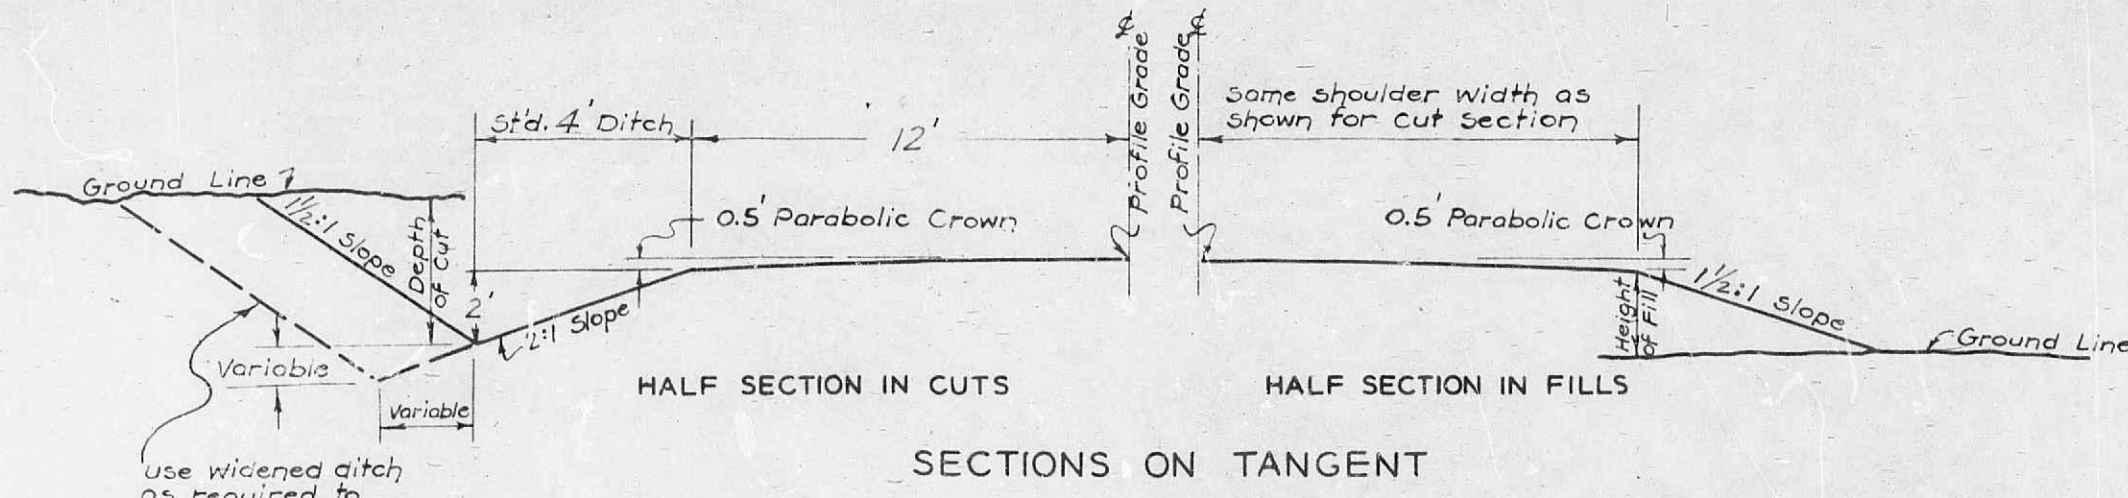 ℄
Profile Grade
℄
Profile Grade
St'd. 4' Ditch
12'
Same shoulder width as
shown for cut section
Ground Line
1½:1 Slope
Depth
of Cut
0.5' Parabolic Crown
2'
2:1 Slope
Variable
Variable
0.5' Parabolic Crown
1½:1 Slope
Height
of Fill
Ground Line
HALF SECTION IN CUTS
HALF SECTION IN FILLS
SECTIONS ON TANGENT
use widened ditch
as required to